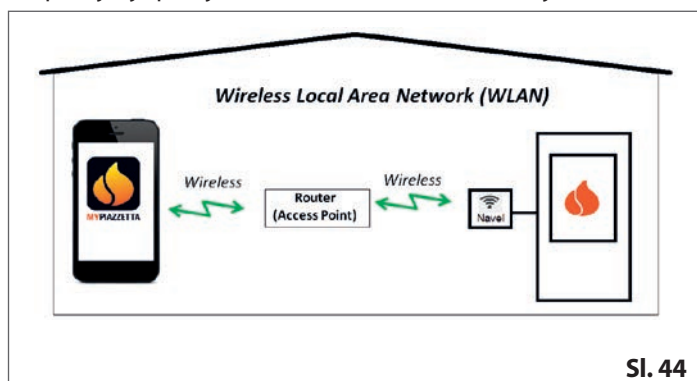 Wireless Local Area Network (WLAN)
Wireless
Wireless
Router
(Access Point)
Navel
MYPIAZZETTA
Sl. 44